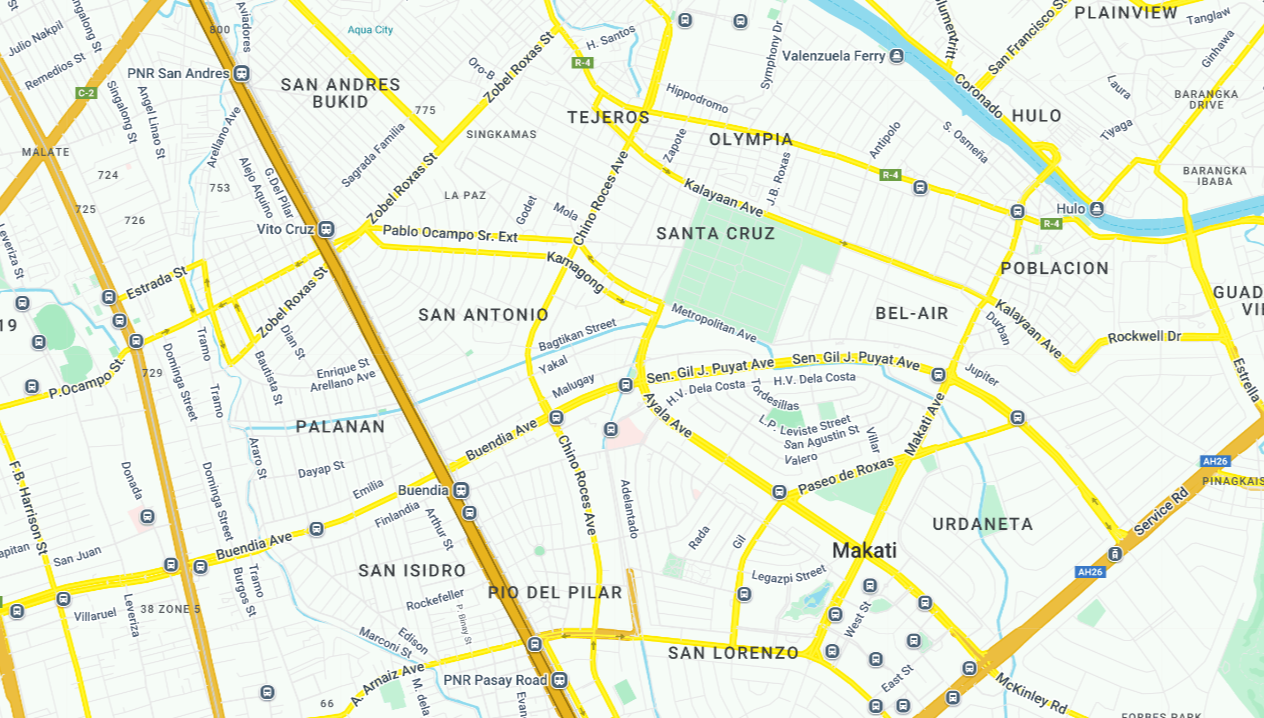 800
Aviadores
Aqua City
Julio Nakpil
Singalong St
Remedios St
C-2
PNR San Andres
SAN ANDRES
BUKID
Oro-B
775
Zobel Roxas St
H. Santos
R-4
Symphony Dr
Valenzuela Ferry
San Francisco St
PLAINVIEW
Tanglaw
Ginhawa
Coronado
Laura
BARANGKA
DRIVE
HULO
Tiyaga
Hippodromo
TEJEROS
OLYMPIA
Singalong St
Angel Linao St
Arellano Ave
SINGKAMAS
Sagrada Familia
Zapote
Antipolo
S. Osmeña
MALATE
724
753
Alejo Aquino
G.Del Pilar
Zobel Roxas St
LA PAZ
Godet
Mola
Chino Roces Ave
Kalayaan Ave
J.B. Roxas
R-4
BARANGKA
IBABA
Hulo
R-4
725
726
Vito Cruz
Pablo Ocampo Sr. Ext
SANTA CRUZ
Leveriza St
Kamagong
POBLACION
Estrada St
Zobel Roxas St
SAN ANTONIO
BEL-AIR
Kalayaan Ave
Durban
Rockwell Dr
19
Tramo
Dian St
Bagtikan Street
Metropolitan Ave
729
Dominga Street
Bautista St
Enrique St
Arellano Ave
Yakal
Malugay
Sen. Gil J. Puyat Ave
Sen. Gil J. Puyat Ave
Jupiter
Estrella
P.Ocampo St.
Tramo
H.V. Dela Costa
H.V. Dela Costa
Tordesillas
Ayala Ave
Makati Ave
L.P. Leviste Street
San Agustin St
Valero
Villar
PALANAN
Buendia Ave
Araro St
Dayap St
Chino Roces Ave
F.B. Harrison St
Donada
Dominga Street
Emilia
Buendia
Finlandia
Arthur St
Adelantado
Paseo de Roxas
AH26
PINAGKAIS
Service Rd
URDANETA
Rada
Gil
Makati
San Juan
Buendia Ave
AH26
Tramo
Burgos St
SAN ISIDRO
PIO DEL PILAR
Legazpi Street
Villaruel
Leveriza
38 ZONE 5
Rockefeller
P. Binay St
West St
Edison
Marconi St
SAN LORENZO
A. Arnaiz Ave
PNR Pasay Road
East St
McKinley Rd
66
M. dela